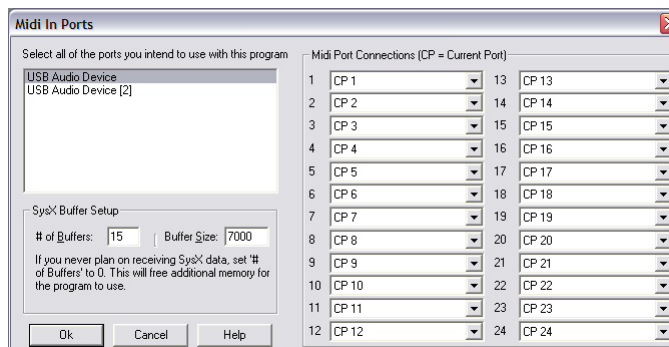 Midi In Ports
Select all of the ports you intend to use with this program
USB Audio Device
USB Audio Device [2]
SysX Buffer Setup
# of Buffers: 15 Buffer Size: 7000
If you never plan on receiving SysX data, set '#
of Buffers' to 0. This will free additional memory for
the program to use.
Ok Cancel Help
Midi Port Connections (CP = Current Port)
1 CP 1 13 CP 13
2 CP 2 14 CP 14
3 CP 3 15 CP 15
4 CP 4 16 CP 16
5 CP 5 17 CP 17
6 CP 6 18 CP 18
7 CP 7 19 CP 19
8 CP 8 20 CP 20
9 CP 9 21 CP 21
10 CP 10 22 CP 22
11 CP 11 23 CP 23
12 CP 12 24 CP 24